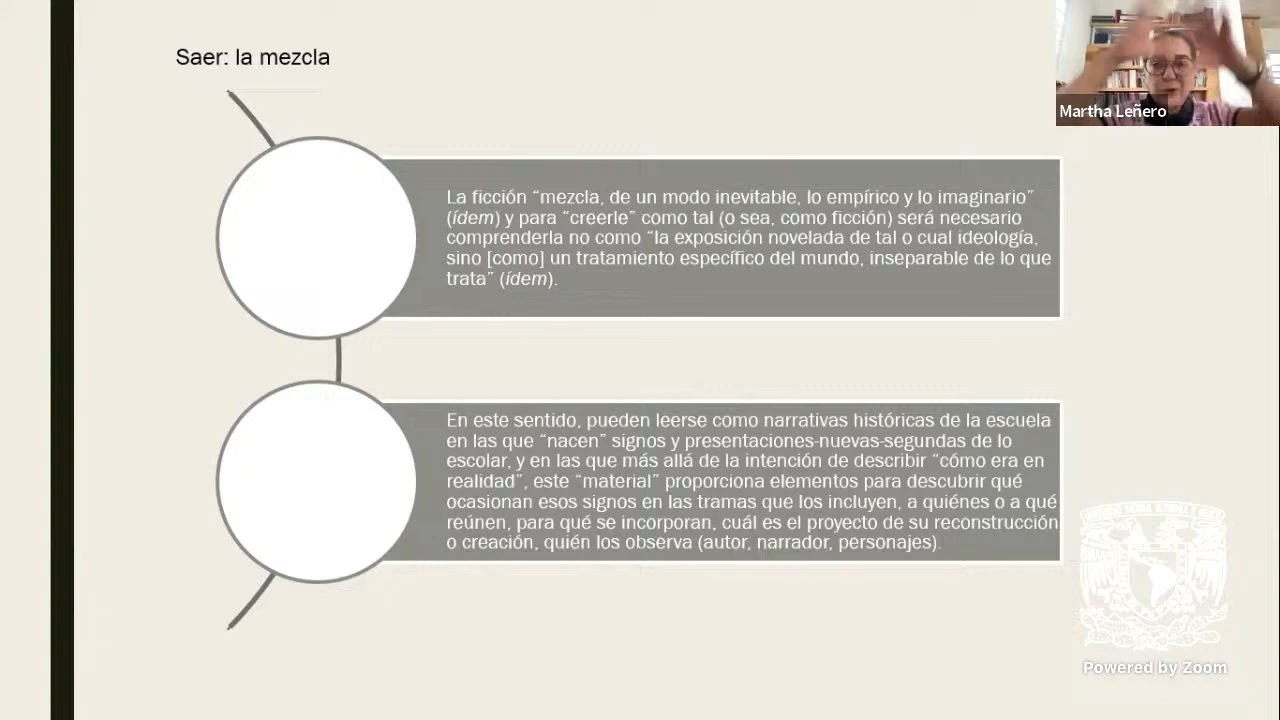 Saer: la mezcla
Martha Leñero
La ficción “mezcla, de un modo inevitable, lo empírico y lo imaginario”
(ídem) y para “creerle” como tal (o sea, como ficción) será necesario
comprenderla no como “la exposición novelada de tal o cual ideología,
sino [como] un tratamiento específico del mundo, inseparable de lo que
trata” (ídem).
En este sentido, pueden leerse como narrativas históricas de la escuela
en las que “nacen” signos y presentaciones-nuevas-segundas de lo
escolar, y en las que más allá de la intención de describir “cómo era en
realidad”, este “material” proporciona elementos para descubrir qué
ocasionan esos signos en las tramas que los incluyen, a quiénes o a qué
reúnen, para qué se incorporan, cuál es el proyecto de su reconstrucción
o creación, quién los observa (autor, narrador, personajes).
Powered by Zoom